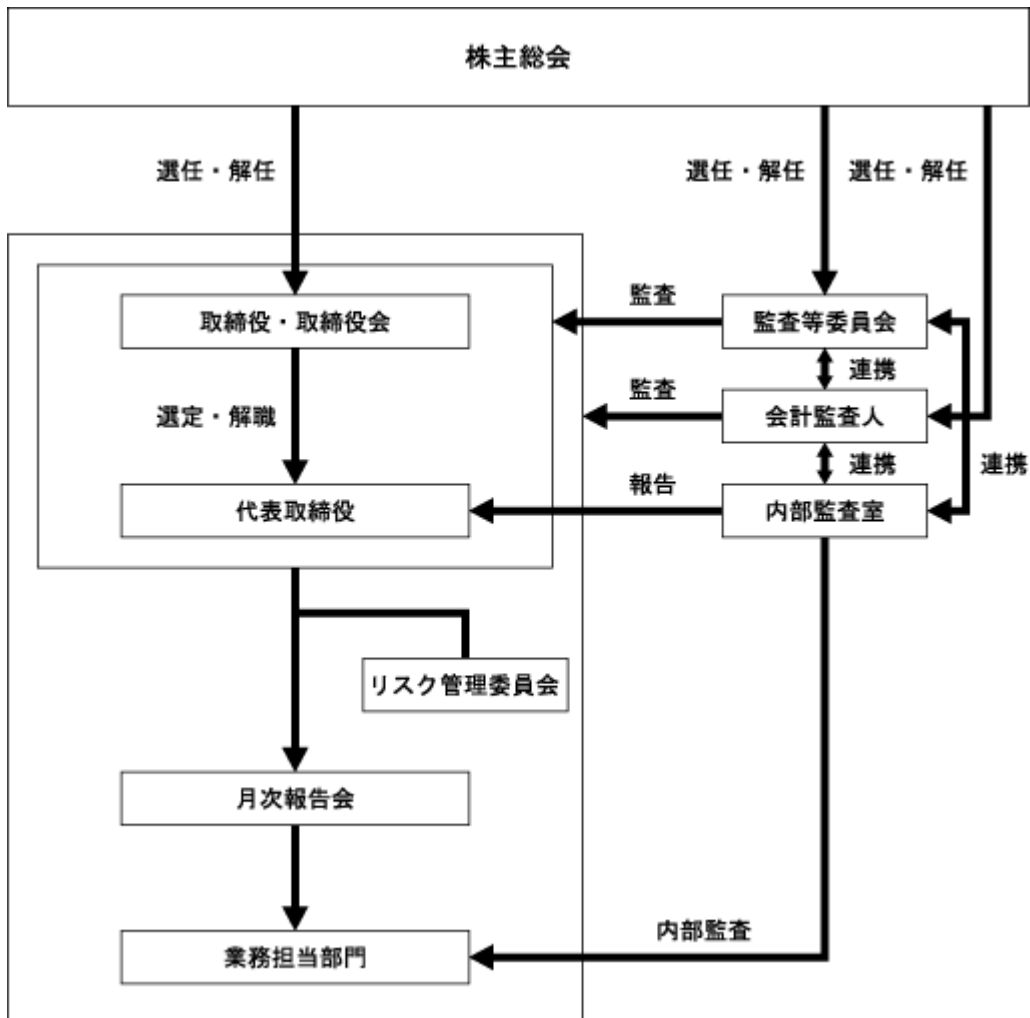 株主総会
選任・解任
選任・解任
選任・解任
取締役・取締役会
監査
監査等委員会
連携
選定・解職
監査
会計監査人
連携
連携
代表取締役
報告
内部監査室
リスク管理委員会
月次報告会
内部監査
業務担当部門